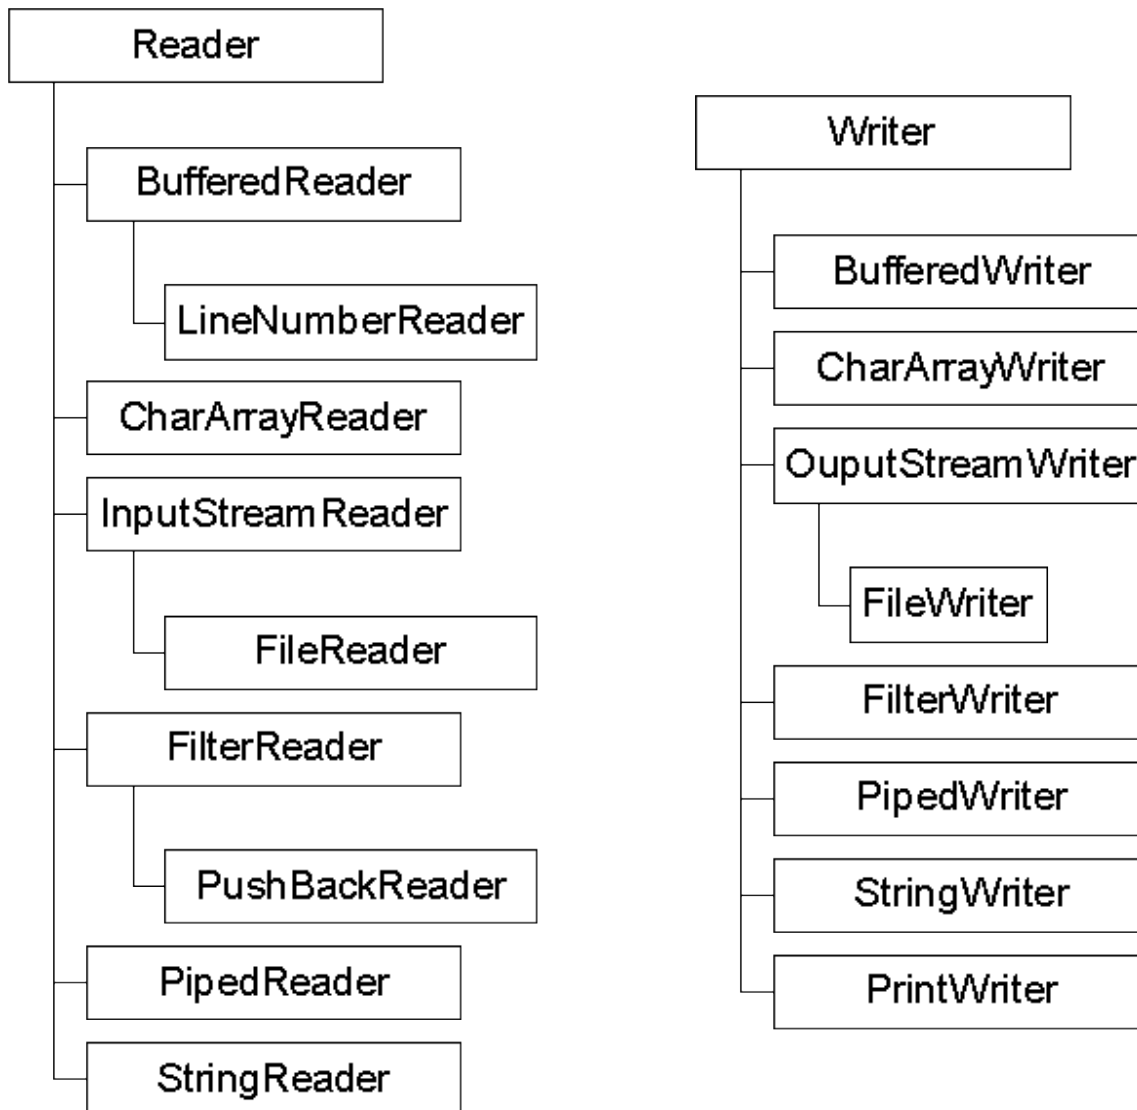 Reader
BufferedReader
LineNumberReader
CharArrayReader
InputStreamReader
FileReader
FilterReader
PushBackReader
PipedReader
StringReader
Writer
BufferedWriter
CharArrayWriter
OuputStreamWriter
FileWriter
FilterWriter
PipedWriter
StringWriter
PrintWriter